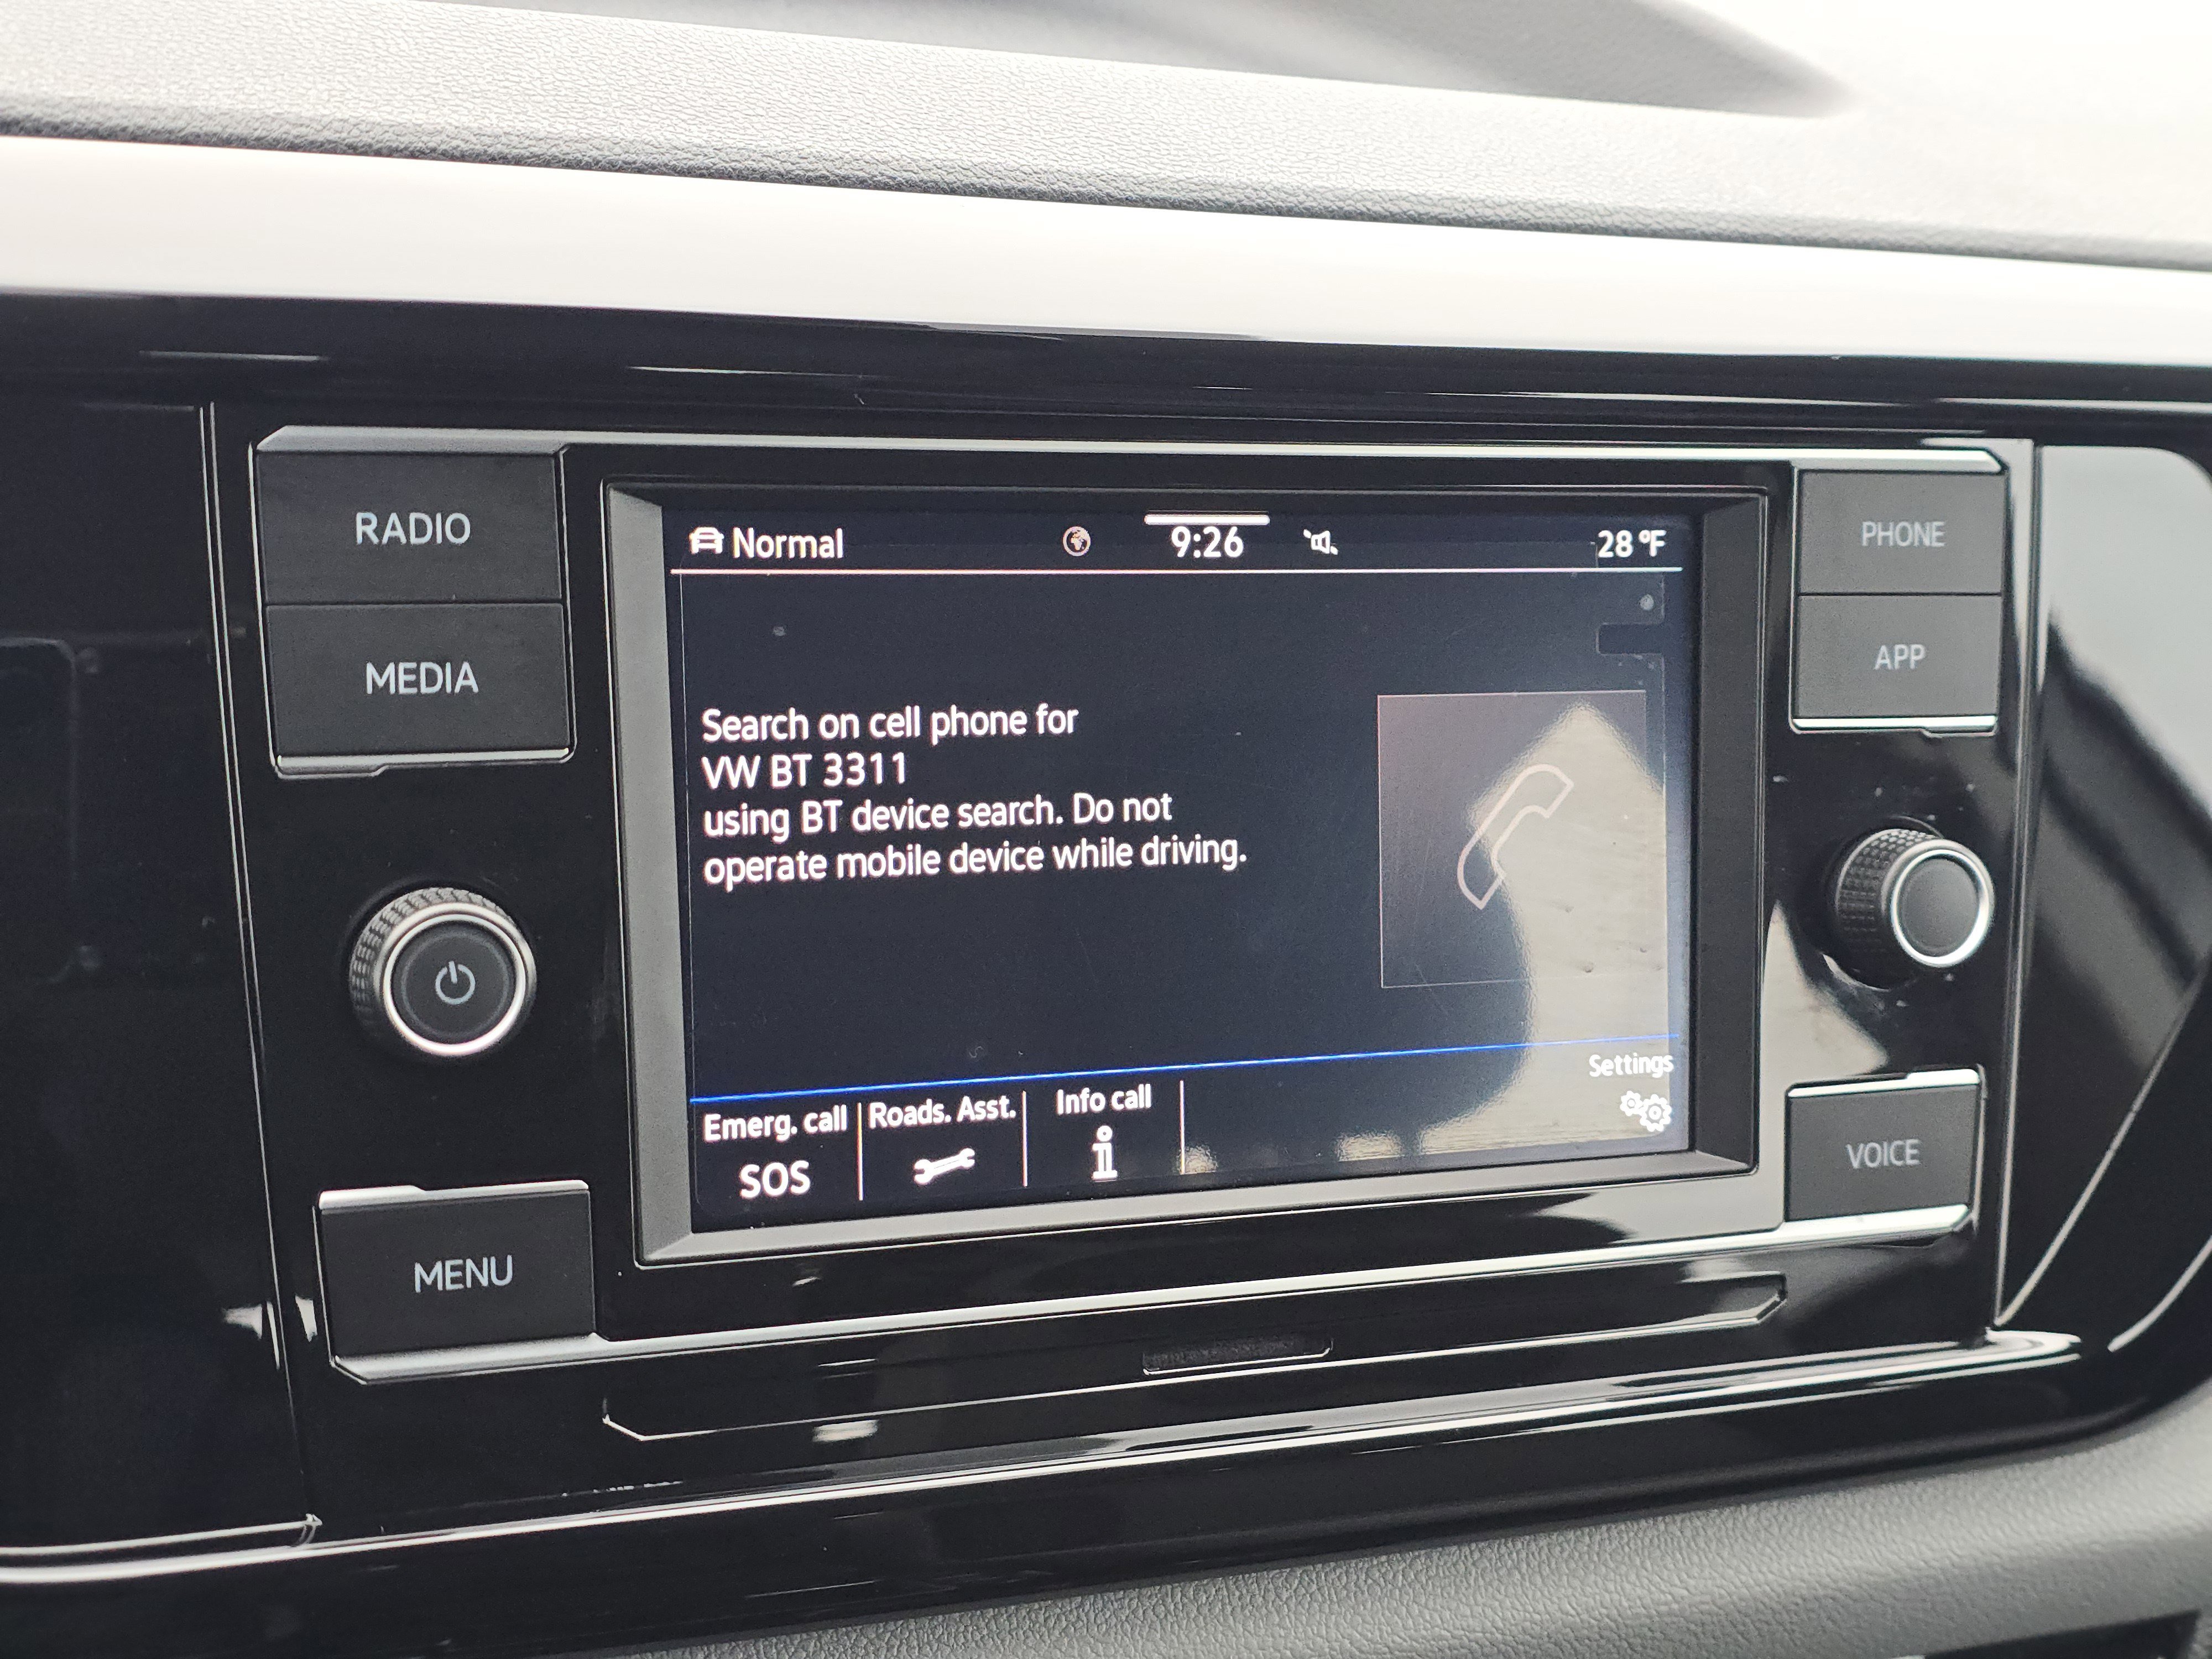 RADIO
MEDIA
MENU
Normal
9:26
28 °F
Search on cell phone for
VW BT 3311
using BT device search. Do not
operate mobile device while driving.
Settings
Emerg. call
SOS
Roads. Asst.
Info call
i
PHONE
APP
VOICE